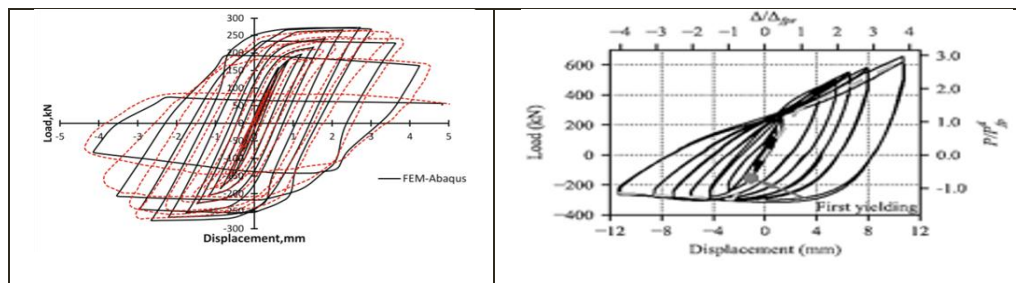 300
250
200
150
100
50
0
-50
-100
-150
-200
-250
-300
-5 -4 -3 -2 -1 0 1 2 3 4 5
Load,kN
Displacement,mm
FEM-Abaqus
Δ/Δfpr
−4 −3 −2 −1 0 1 2 3 4
600
400
200
0
−200
−400
Load (kN)
3.0
2.0
1.0
0.0
−1.0
First yielding
−12 −8 −4 0 4 8 12
Displacement (mm)